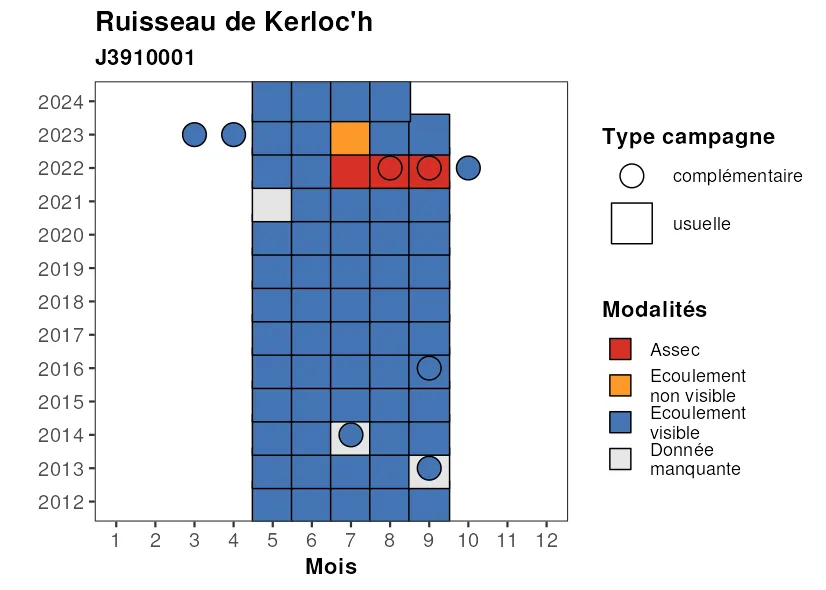 Ruisseau de Kerloc'h
J3910001
2024
2023
2022
2021
2020
2019
2018
2017
2016
2015
2014
2013
2012
1 2 3 4 5 6 7 8 9 10 11 12
Mois
Type campagne
complémentaire
usuelle
Modalités
Assec
Ecoulement
non visible
Ecoulement
visible
Donnée
manquante